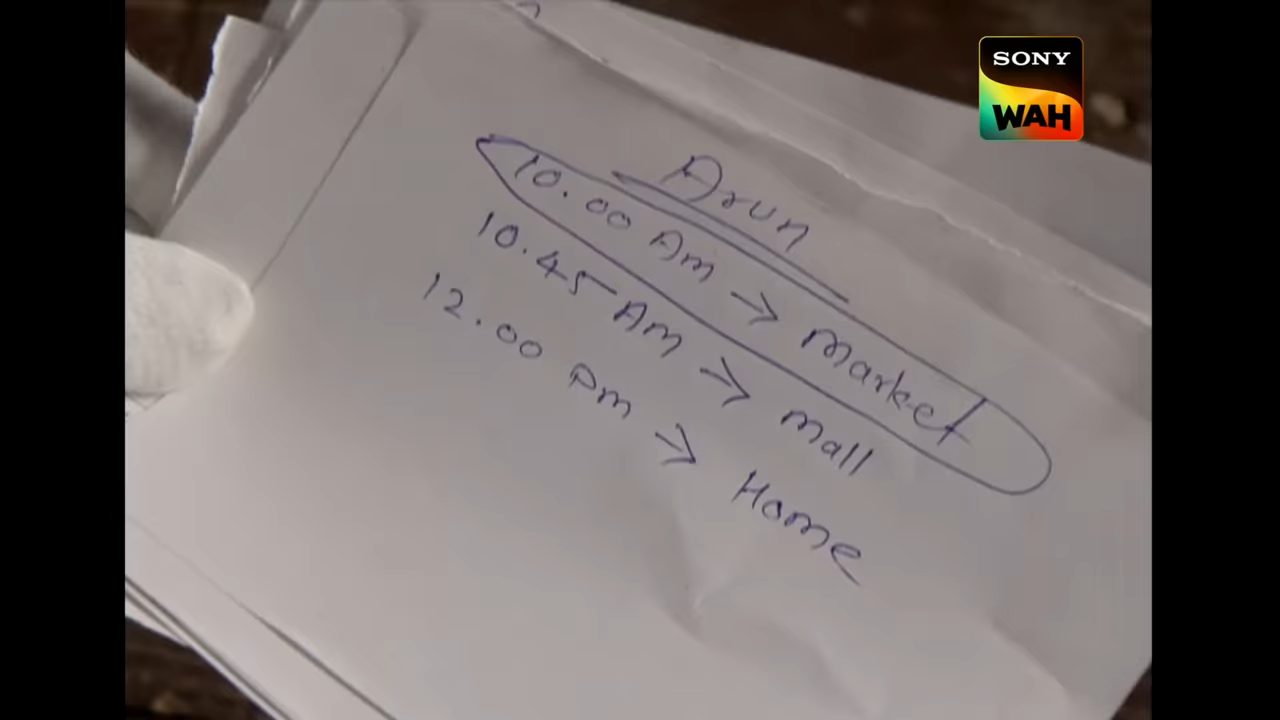 SONY
WAH
Arun
10.00 Am → Market
10.45 Am → Mall
12.00 Pm → Home